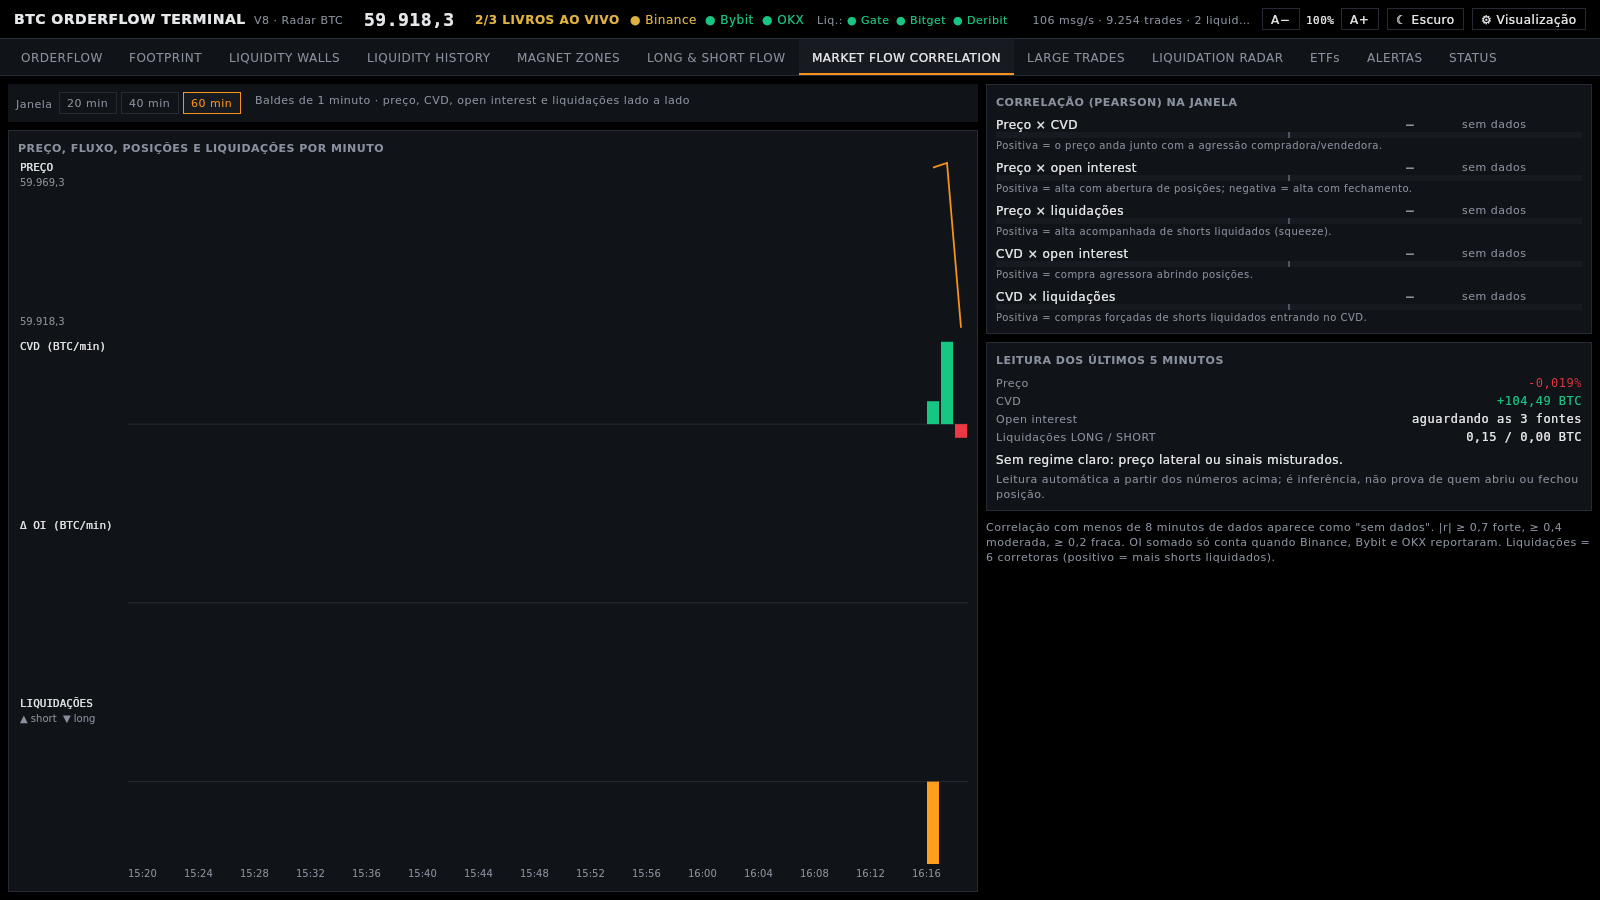 BTC ORDERFLOW TERMINAL V8 · Radar BTC 59.918,3 2/3 LIVROS AO VIVO ● Binance ● Bybit ● OKX Liq.: ● Gate ● Bitget ● Deribit 106 msg/s · 9.254 trades · 2 liquid… A− 100% A+ ☾ Escuro ⚙ Visualização
ORDERFLOW FOOTPRINT LIQUIDITY WALLS LIQUIDITY HISTORY MAGNET ZONES LONG & SHORT FLOW MARKET FLOW CORRELATION LARGE TRADES LIQUIDATION RADAR ETFs ALERTAS STATUS
Janela 20 min 40 min 60 min Baldes de 1 minuto · preço, CVD, open interest e liquidações lado a lado
PREÇO, FLUXO, POSIÇÕES E LIQUIDAÇÕES POR MINUTO
PREÇO
59.969,3
59.918,3
CVD (BTC/min)
Δ OI (BTC/min)
LIQUIDAÇÕES
▲ short ▼ long
15:20 15:24 15:28 15:32 15:36 15:40 15:44 15:48 15:52 15:56 16:00 16:04 16:08 16:12 16:16
CORRELAÇÃO (PEARSON) NA JANELA
Preço × CVD — sem dados
Positiva = o preço anda junto com a agressão compradora/vendedora.
Preço × open interest — sem dados
Positiva = alta com abertura de posições; negativa = alta com fechamento.
Preço × liquidações — sem dados
Positiva = alta acompanhada de shorts liquidados (squeeze).
CVD × open interest — sem dados
Positiva = compra agressora abrindo posições.
CVD × liquidações — sem dados
Positiva = compras forçadas de shorts liquidados entrando no CVD.
LEITURA DOS ÚLTIMOS 5 MINUTOS
Preço -0,019%
CVD +104,49 BTC
Open interest aguardando as 3 fontes
Liquidações LONG / SHORT 0,15 / 0,00 BTC
Sem regime claro: preço lateral ou sinais misturados.
Leitura automática a partir dos números acima; é inferência, não prova de quem abriu ou fechou
posição.
Correlação com menos de 8 minutos de dados aparece como "sem dados". |r| ≥ 0,7 forte, ≥ 0,4
moderada, ≥ 0,2 fraca. OI somado só conta quando Binance, Bybit e OKX reportaram. Liquidações =
6 corretoras (positivo = mais shorts liquidados).